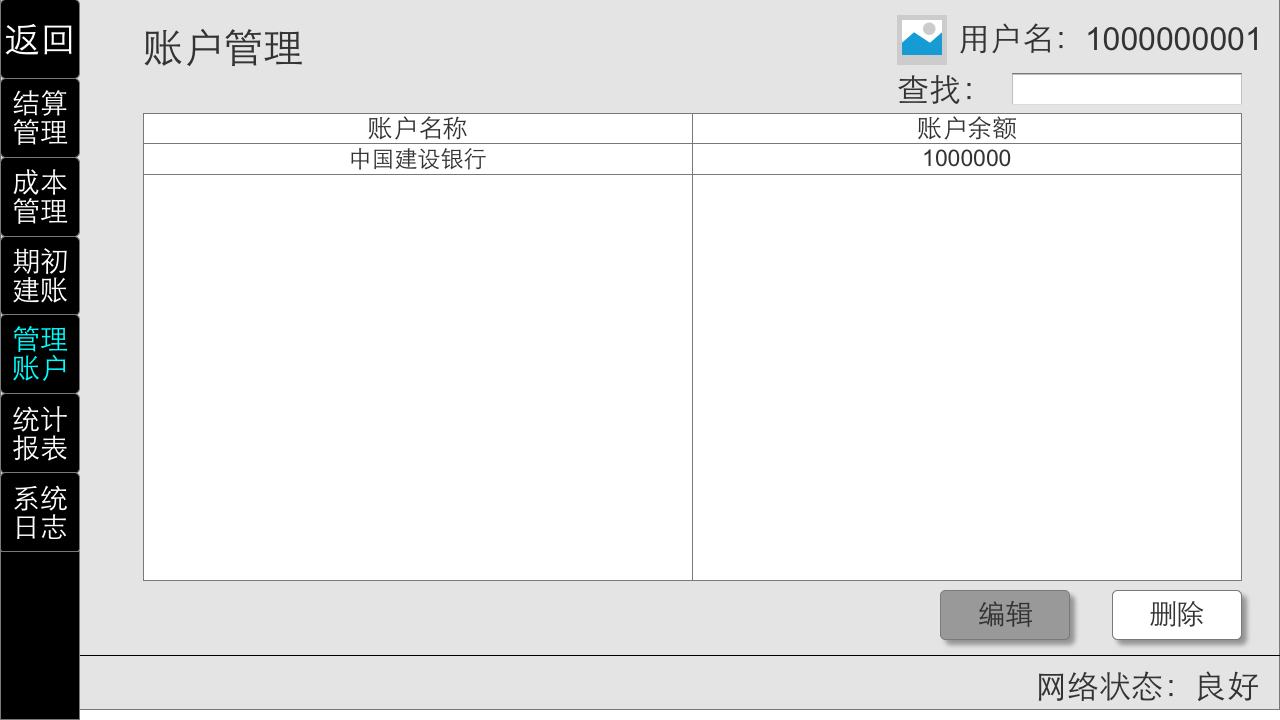 返回
结算
管理
成本
管理
期初
建账
管理
账户
统计
报表
系统
日志
账户管理
用户名：1000000001
查找：
账户名称 账户余额
中国建设银行 1000000
编辑 删除
网络状态：良好